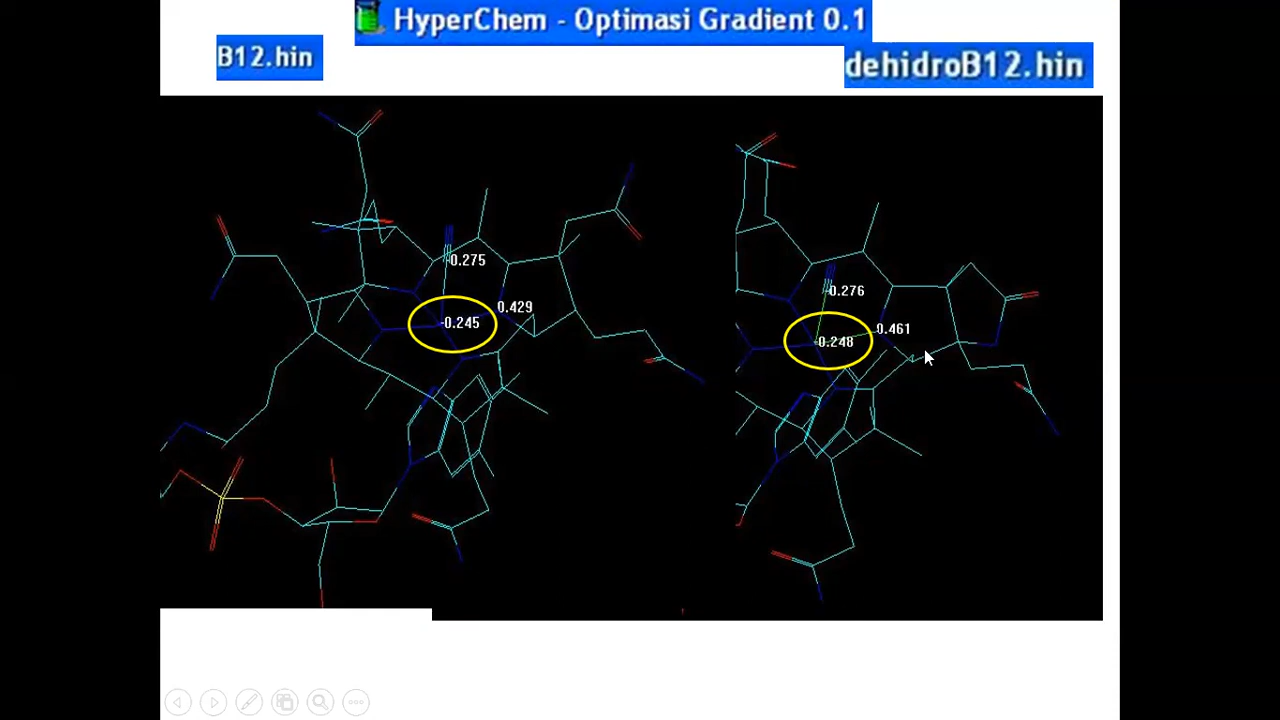 HyperChem - Optimasi Gradient 0.1
B12.hin
dehidroB12.hin
0.275
0.429
-0.245
0.276
0.461
-0.248